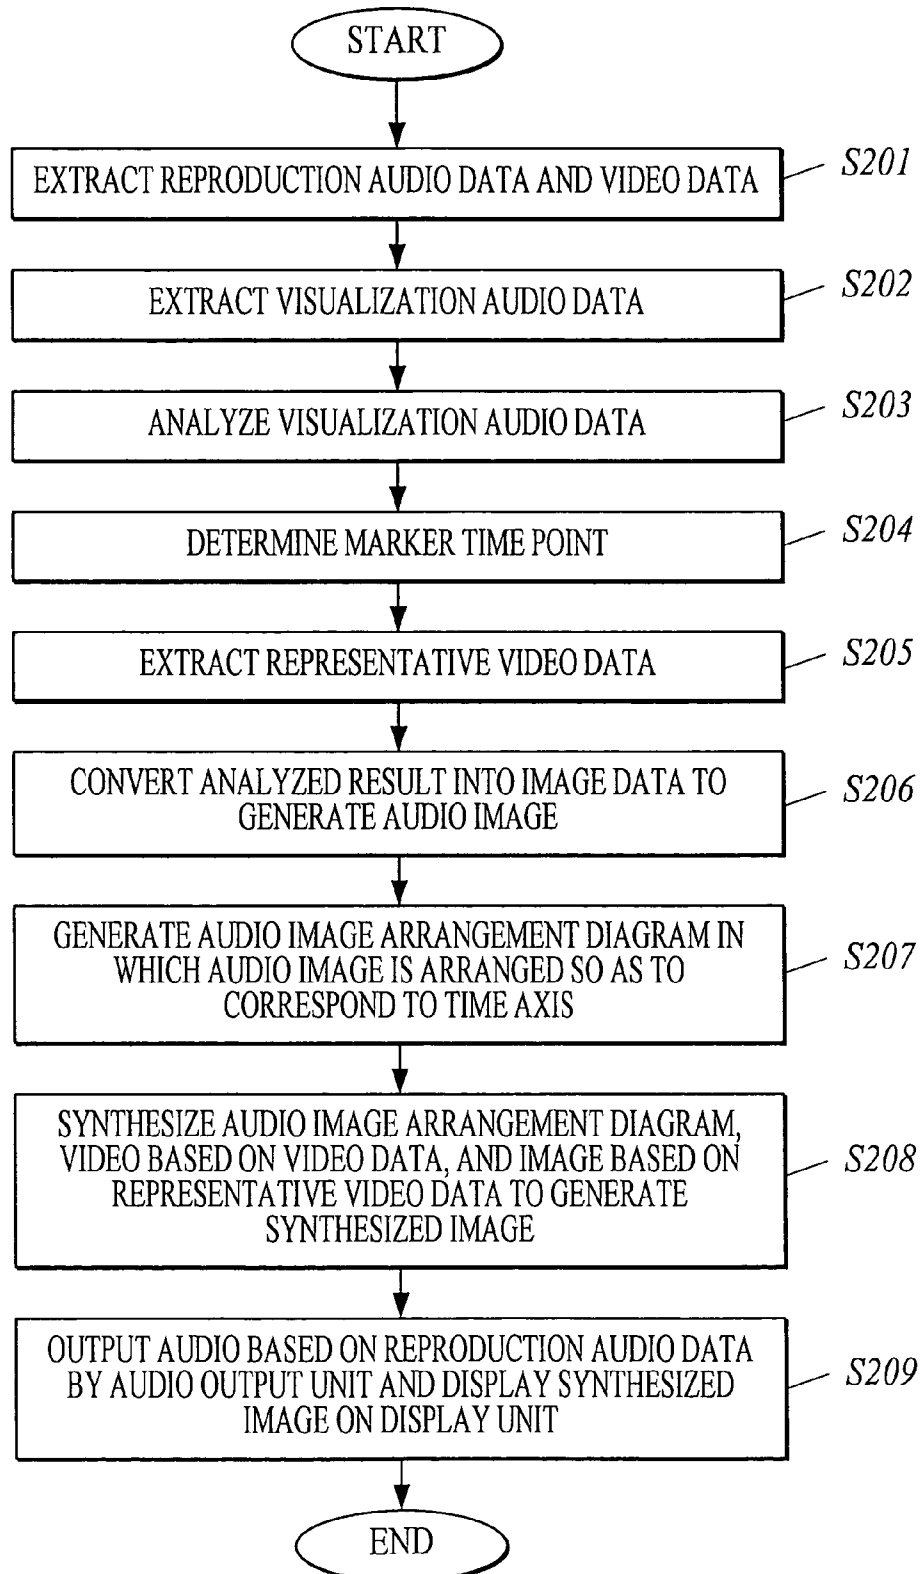 START
EXTRACT REPRODUCTION AUDIO DATA AND VIDEO DATA
S201
EXTRACT VISUALIZATION AUDIO DATA
S202
ANALYZE VISUALIZATION AUDIO DATA
S203
DETERMINE MARKER TIME POINT
S204
EXTRACT REPRESENTATIVE VIDEO DATA
S205
CONVERT ANALYZED RESULT INTO IMAGE DATA TO
GENERATE AUDIO IMAGE
S206
GENERATE AUDIO IMAGE ARRANGEMENT DIAGRAM IN
WHICH AUDIO IMAGE IS ARRANGED SO AS TO
CORRESPOND TO TIME AXIS
S207
SYNTHESIZE AUDIO IMAGE ARRANGEMENT DIAGRAM,
VIDEO BASED ON VIDEO DATA, AND IMAGE BASED ON
REPRESENTATIVE VIDEO DATA TO GENERATE
SYNTHESIZED IMAGE
S208
OUTPUT AUDIO BASED ON REPRODUCTION AUDIO DATA
BY AUDIO OUTPUT UNIT AND DISPLAY SYNTHESIZED
IMAGE ON DISPLAY UNIT
S209
END